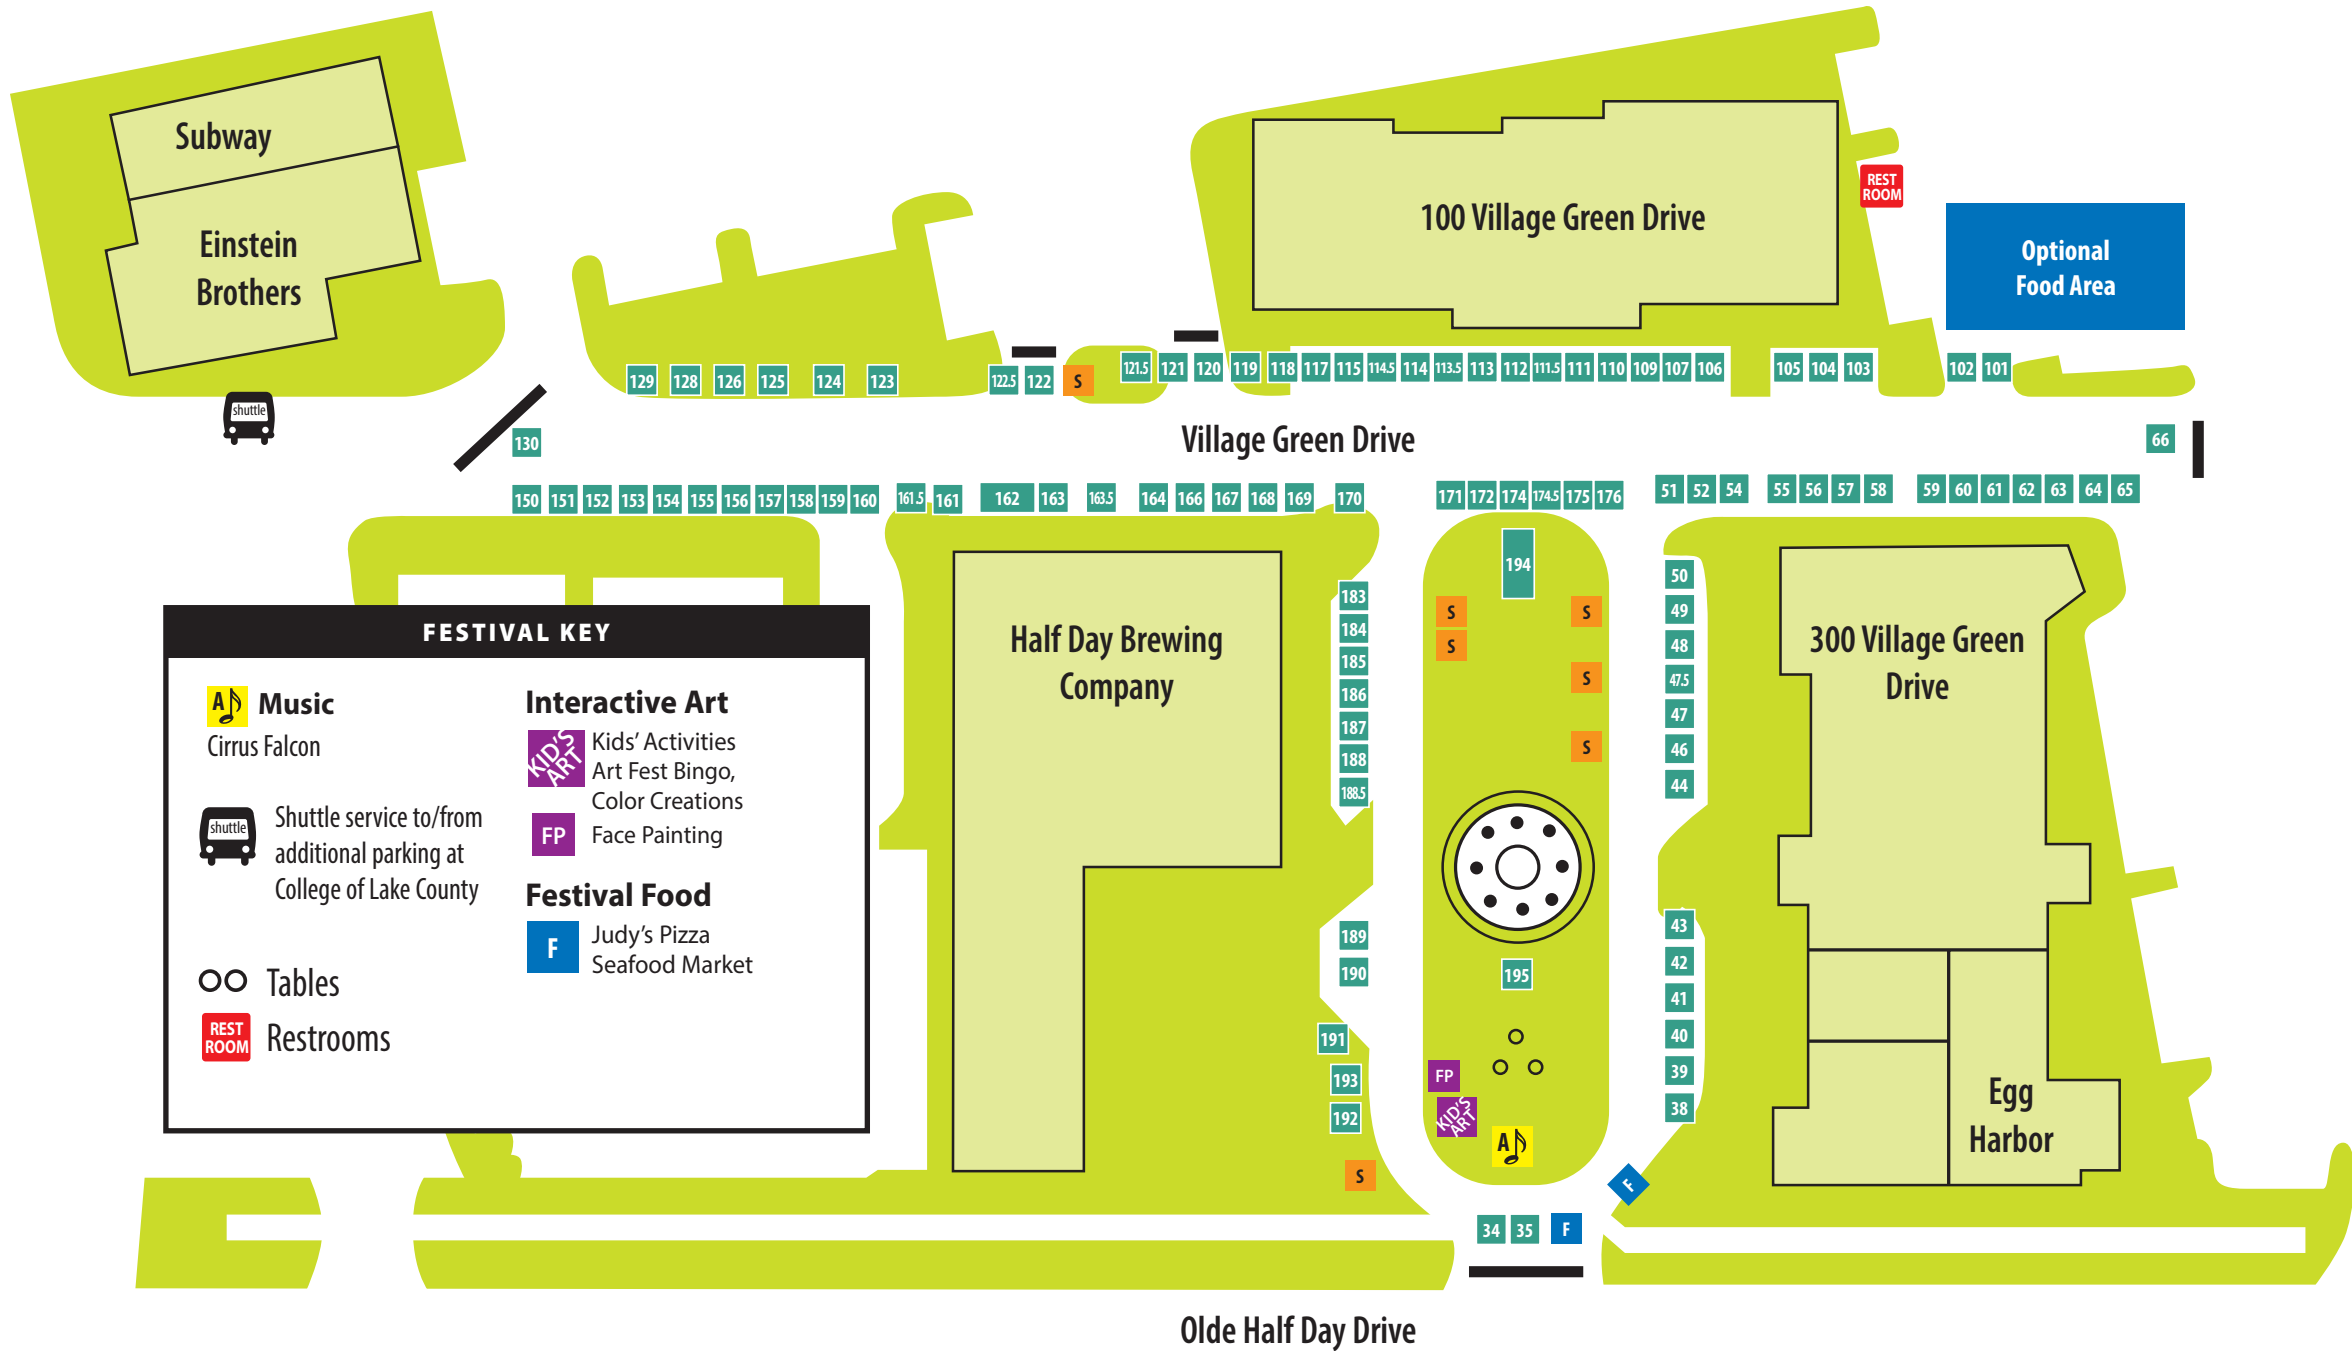 Subway
Einstein
Brothers
shuttle
100 Village Green Drive
REST
ROOM
Optional
Food Area
129 128 126 125 124 123 122.5 122 S 121.5 121 120 119 118 117 115 114.5 114 113.5 113 112 111.5 111 110 109 107 106 105 104 103 102 101
130 Village Green Drive 66
150 151 152 153 154 155 156 157 158 159 160 161.5 161 162 163 163.5 164 166 167 168 169 170 171 172 174 174.5 175 176 51 52 54 55 56 57 58 59 60 61 62 63 64 65
FESTIVAL KEY
A Music
Cirrus Falcon
shuttle
Shuttle service to/from
additional parking at
College of Lake County
Tables
REST
ROOM
Restrooms
Interactive Art
KID'S
ART
Kids' Activities
Art Fest Bingo,
Color Creations
FP Face Painting
Festival Food
F
Judy's Pizza
Seafood Market
Half Day Brewing
Company
183
184
185
186
187
188
188.5
189
190
191
193
192
S
194
S S
S
S
S
195
FP
KID'S
ART
A
34 35 F
F
50
49
48
47.5
47
46
44
43
42
41
40
39
38
300 Village Green
Drive
Egg
Harbor
Olde Half Day Drive